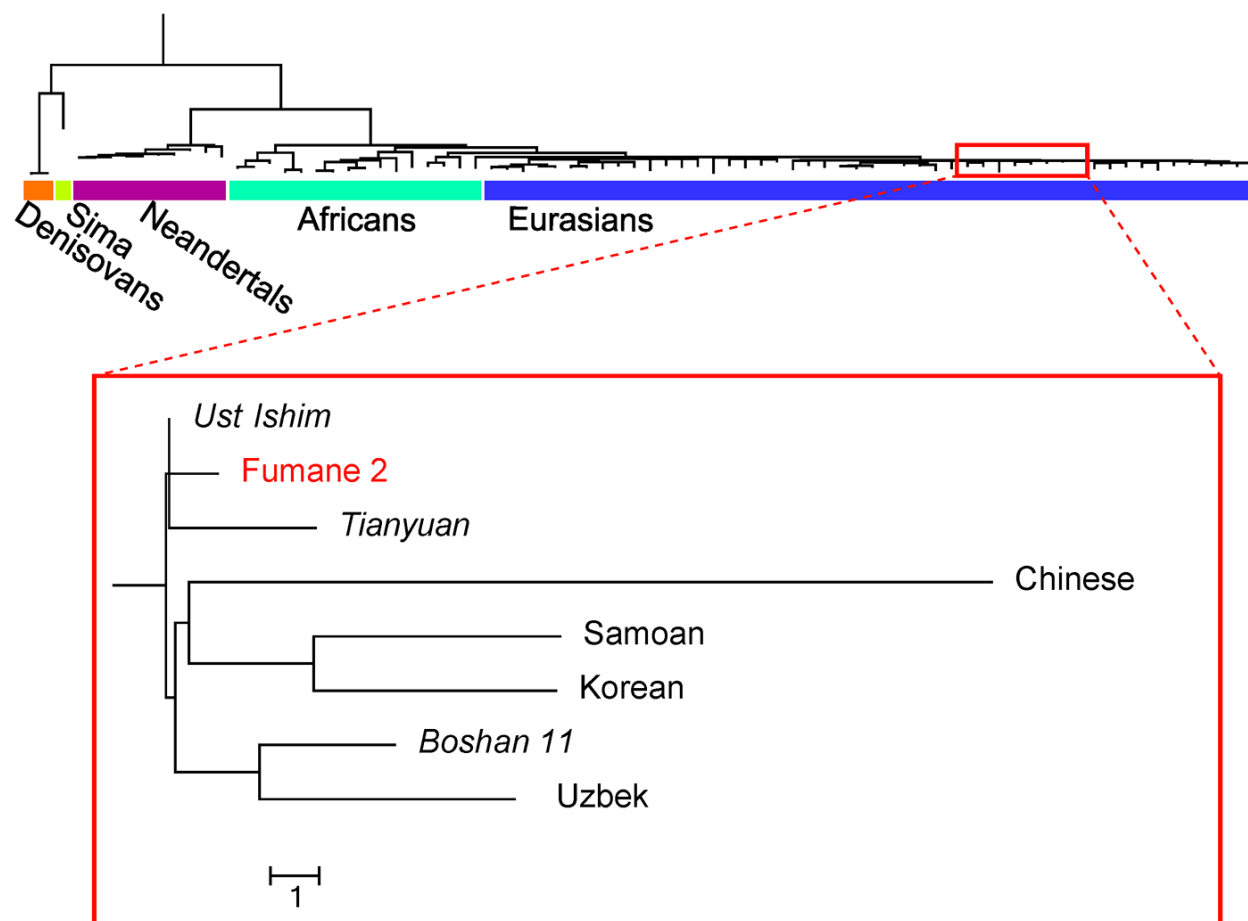 Denisovans
Sima
Neandertals
Africans
Eurasians
Ust Ishim
Fumane 2
Tianyuan
Chinese
Samoan
Korean
Boshan 11
Uzbek
1